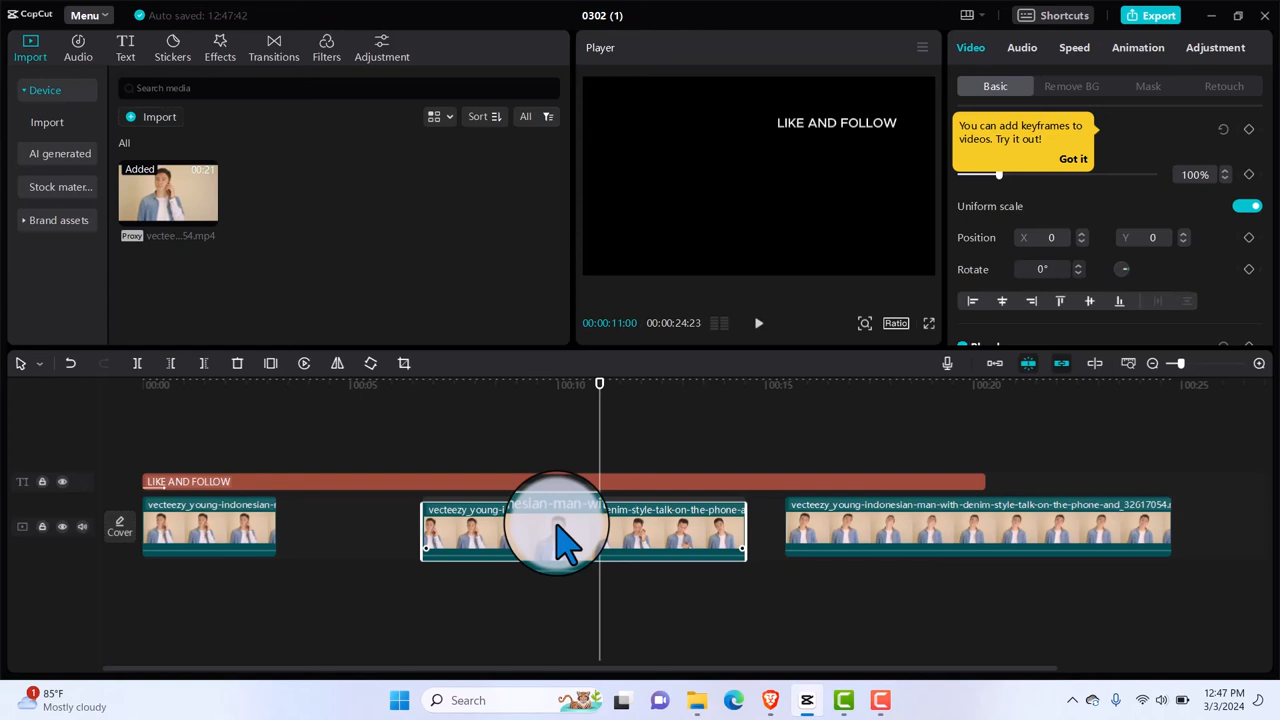 CapCut
Menu
Auto saved: 12:47:42
0302 (1)
Shortcuts
Export
Import
Audio
Text
Stickers
Effects
Transitions
Filters
Adjustment
Device
Import
AI generated
Stock mater...
Brand assets
Search media
Import
Sort
All
All
Added
00:21
Proxy
vectee...54.mp4
Player
LIKE AND FOLLOW
00:00:11:00
00:00:24:23
Ratio
Video
Audio
Speed
Animation
Adjustment
Basic
Remove BG
Mask
Retouch
You can add keyframes to
videos. Try it out!
Got it
100%
Uniform scale
Position
X
0
Y
0
Rotate
0°
00:00
00:05
00:10
00:15
00:20
00:25
TI
LIKE AND FOLLOW
Cover
vecteezy_young-indonesian-
vecteezy_young-i
nesian-man-wi
denim-style-talk-on-the-phone-a
vecteezy_young-indonesian-man-with-denim-style-talk-on-the-phone-and_32617054.
1
85°F
Mostly cloudy
Search
12:47 PM
3/3/2024